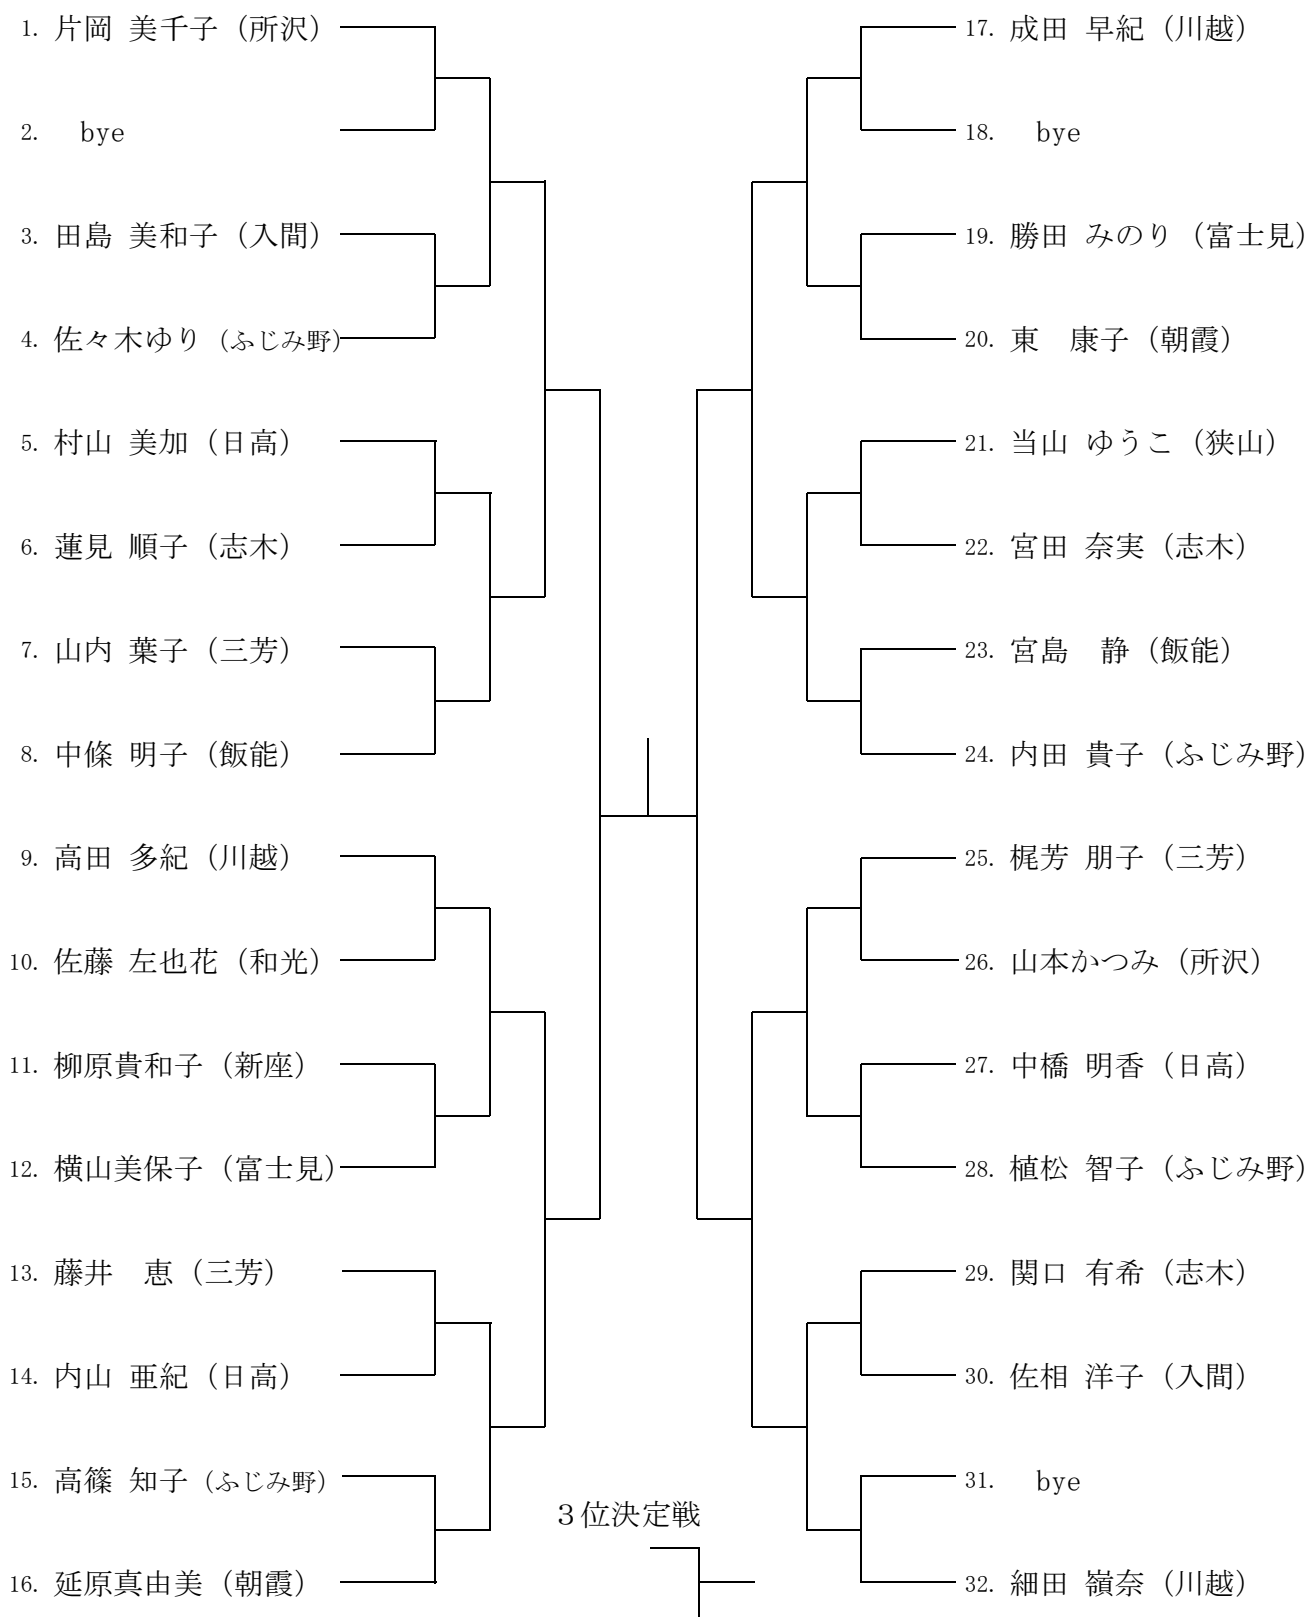 1. 片岡 美千子（所沢）
2. bye
3. 田島 美和子（入間）
4. 佐々木ゆり（ふじみ野）
5. 村山 美加（日高）
6. 蓮見 順子（志木）
7. 山内 葉子（三芳）
8. 中條 明子（飯能）
9. 高田 多紀（川越）
10. 佐藤 左也花（和光）
11. 柳原貴和子（新座）
12. 横山美保子（富士見）
13. 藤井　恵（三芳）
14. 内山 亜紀（日高）
15. 高篠 知子（ふじみ野）
16. 延原真由美（朝霞）
17. 成田 早紀（川越）
18. bye
19. 勝田 みのり（富士見）
20. 東　康子（朝霞）
21. 当山 ゆうこ（狭山）
22. 宮田 奈実（志木）
23. 宮島　静（飯能）
24. 内田 貴子（ふじみ野）
25. 梶芳 朋子（三芳）
26. 山本かつみ（所沢）
27. 中橋 明香（日高）
28. 植松 智子（ふじみ野）
29. 関口 有希（志木）
30. 佐相 洋子（入間）
31. bye
32. 細田 嶺奈（川越）
３位決定戦